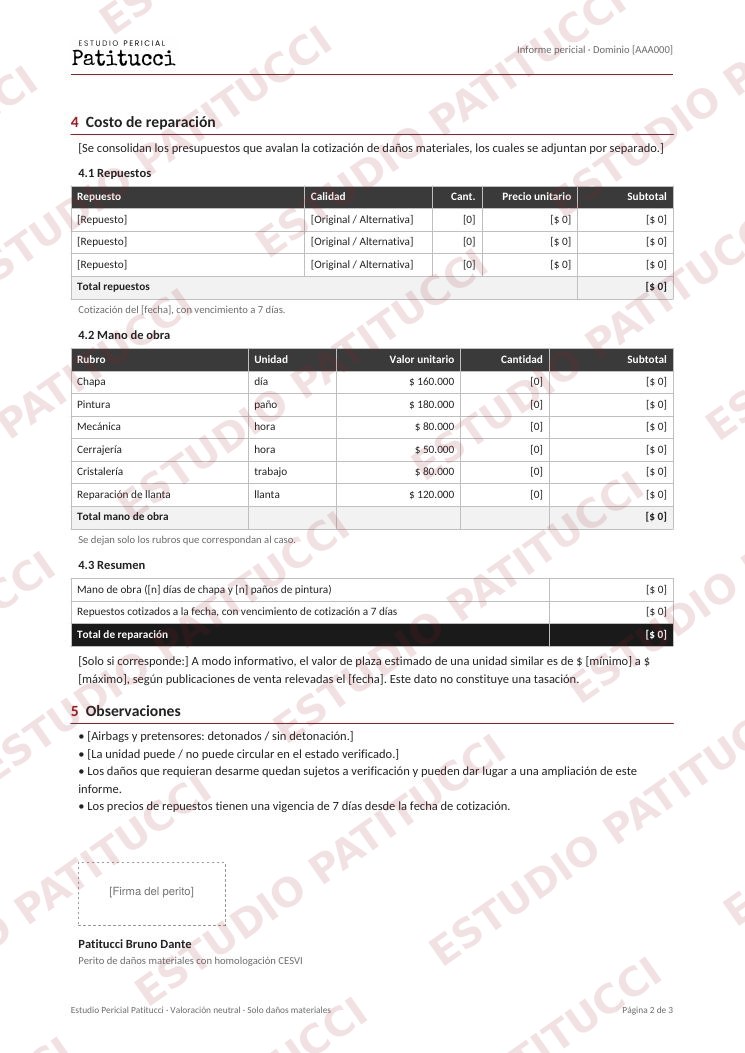 ESTUDIO PERICIAL
Patitucci
Informe pericial · Dominio [AAA000]
4 Costo de reparación
[Se consolidan los presupuestos que avalan la cotización de daños materiales, los cuales se adjuntan por separado.]
4.1 Repuestos
Repuesto Calidad Cant. Precio unitario Subtotal
[Repuesto] [Original / Alternativa] [0] [$ 0] [$ 0]
[Repuesto] [Original / Alternativa] [0] [$ 0] [$ 0]
[Repuesto] [Original / Alternativa] [0] [$ 0] [$ 0]
Total repuestos [$ 0]
Cotización del [fecha], con vencimiento a 7 días.
4.2 Mano de obra
Rubro Unidad Valor unitario Cantidad Subtotal
Chapa día $ 160.000 [0] [$ 0]
Pintura paño $ 180.000 [0] [$ 0]
Mecánica hora $ 80.000 [0] [$ 0]
Cerrajería hora $ 50.000 [0] [$ 0]
Cristalería trabajo $ 80.000 [0] [$ 0]
Reparación de llanta llanta $ 120.000 [0] [$ 0]
Total mano de obra [$ 0]
Se dejan solo los rubros que correspondan al caso.
4.3 Resumen
Mano de obra ([n] días de chapa y [n] paños de pintura) [$ 0]
Repuestos cotizados a la fecha, con vencimiento de cotización a 7 días [$ 0]
Total de reparación [$ 0]
[Solo si corresponde:] A modo informativo, el valor de plaza estimado de una unidad similar es de $ [mínimo] a $
[máximo], según publicaciones de venta relevadas el [fecha]. Este dato no constituye una tasación.
5 Observaciones
• [Airbags y pretensores: detonados / sin detonación.]
• [La unidad puede / no puede circular en el estado verificado.]
• Los daños que requieran desarme quedan sujetos a verificación y pueden dar lugar a una ampliación de este
informe.
• Los precios de repuestos tienen una vigencia de 7 días desde la fecha de cotización.
[Firma del perito]
Patitucci Bruno Dante
Perito de daños materiales con homologación CESVI
Estudio Pericial Patitucci · Valoración neutral · Solo daños materiales
Página 2 de 3
ESTUDIO PATITUCCI